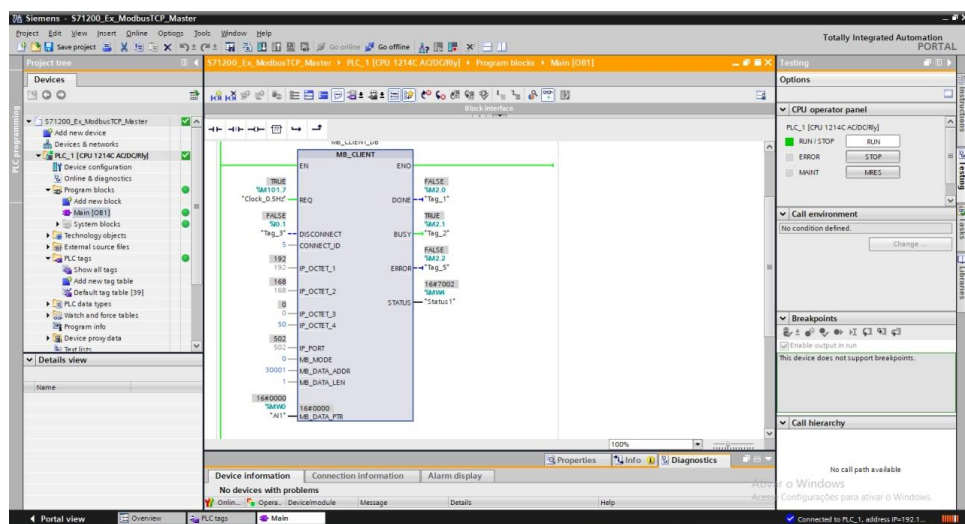 Siemens - S71200_Ex_ModbusTCP_Master
Project Edit View Insert Online Options Tools Window Help
Totally Integrated Automation
PORTAL
Save project
Go online
Go offline
Project tree
S71200_Ex_ModbusTCP_Master
PLC_1 [CPU 1214C AC/DC/Rly]
Program blocks
Main [OB1]
Testing
Devices
Options
Block interface
S71200_Ex_ModbusTCP_Master
Add new device
Devices & networks
PLC_1 [CPU 1214C AC/DC/Rly]
Device configuration
Online & diagnostics
Program blocks
Add new block
Main [OB1]
System blocks
Technology objects
External source files
PLC tags
Show all tags
Add new tag table
Default tag table [39]
PLC data types
Watch and force tables
Program info
Device proxy data
Text lists
Details view
Name
PLC programming
MB_CLIENT_DB
MB_CLIENT
EN ENO
TRUE
%M101.7
"Clock_0.5Hz" REQ
FALSE
%M2.0
DONE "Tag_1"
FALSE
%I0.1
"Tag_3" DISCONNECT
TRUE
%M2.1
BUSY "Tag_2"
5 CONNECT_ID
FALSE
%M2.2
ERROR "Tag_5"
192
192 IP_OCTET_1
168
168 IP_OCTET_2
16#7002
%MW4
STATUS "Status1"
0
0 IP_OCTET_3
50 IP_OCTET_4
502
502 IP_PORT
0 MB_MODE
30001 MB_DATA_ADDR
1 MB_DATA_LEN
16#0000
%MW0
"AI1"
16#0000
MB_DATA_PTR
100%
CPU operator panel
PLC_1 [CPU 1214C AC/DC/Rly]
RUN / STOP RUN
ERROR STOP
MAINT MRES
Call environment
No condition defined.
Change ...
Breakpoints
Enable output in run
This device does not support breakpoints.
Call hierarchy
No call path available
Instructions
Testing
Tasks
Libraries
Properties Info Diagnostics
Device information Connection information Alarm display
No devices with problems
Onlin... Opera... Device/module Message Details Help
Ativar o Windows
Configurações para ativar o Windows.
Portal view Overview PLC tags Main
Connected to PLC_1, address IP=192.1...